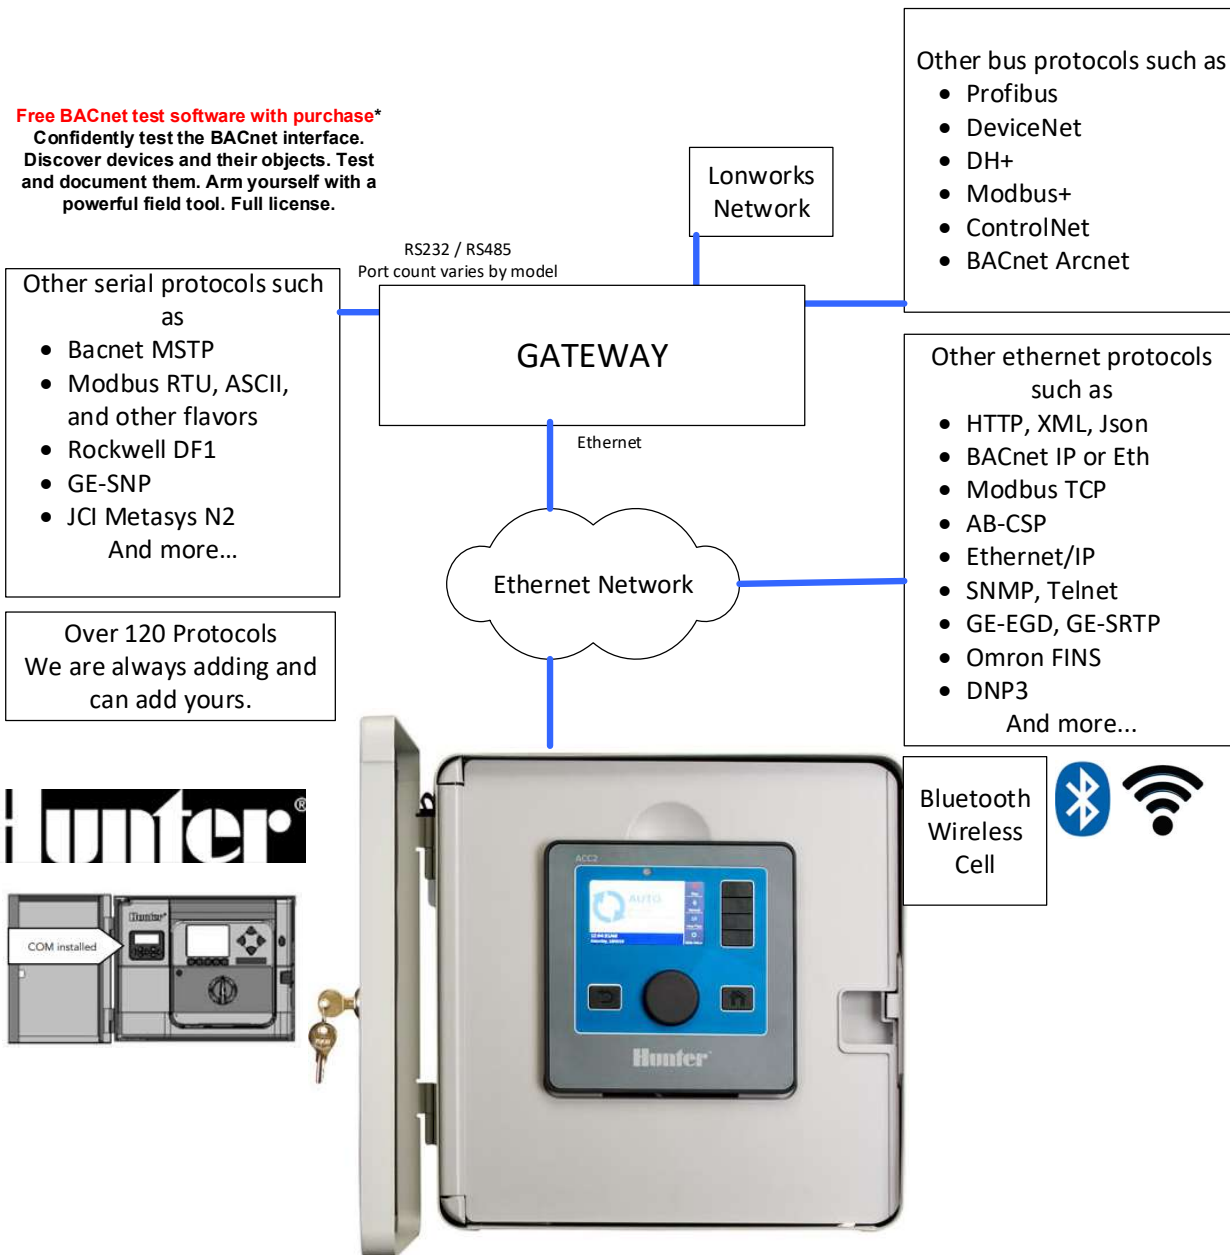 Free BACnet test software with purchase*
Confidently test the BACnet interface.
Discover devices and their objects. Test
and document them. Arm yourself with a
powerful field tool. Full license.
Other bus protocols such as
• Profibus
• DeviceNet
• DH+
• Modbus+
• ControlNet
• BACnet Arcnet
Lonworks
Network
RS232 / RS485
Port count varies by model
Other serial protocols such
as
• Bacnet MSTP
• Modbus RTU, ASCII,
and other flavors
• Rockwell DF1
• GE-SNP
• JCI Metasys N2
And more...
GATEWAY
Ethernet
Other ethernet protocols
such as
• HTTP, XML, Json
• BACnet IP or Eth
• Modbus TCP
• AB-CSP
• Ethernet/IP
• SNMP, Telnet
• GE-EGD, GE-SRTP
• Omron FINS
• DNP3
And more...
Ethernet Network
Over 120 Protocols
We are always adding and
can add yours.
Hunter®
Bluetooth
Wireless
Cell
COM installed
Hunter
ACC2
AUTO
Hunter